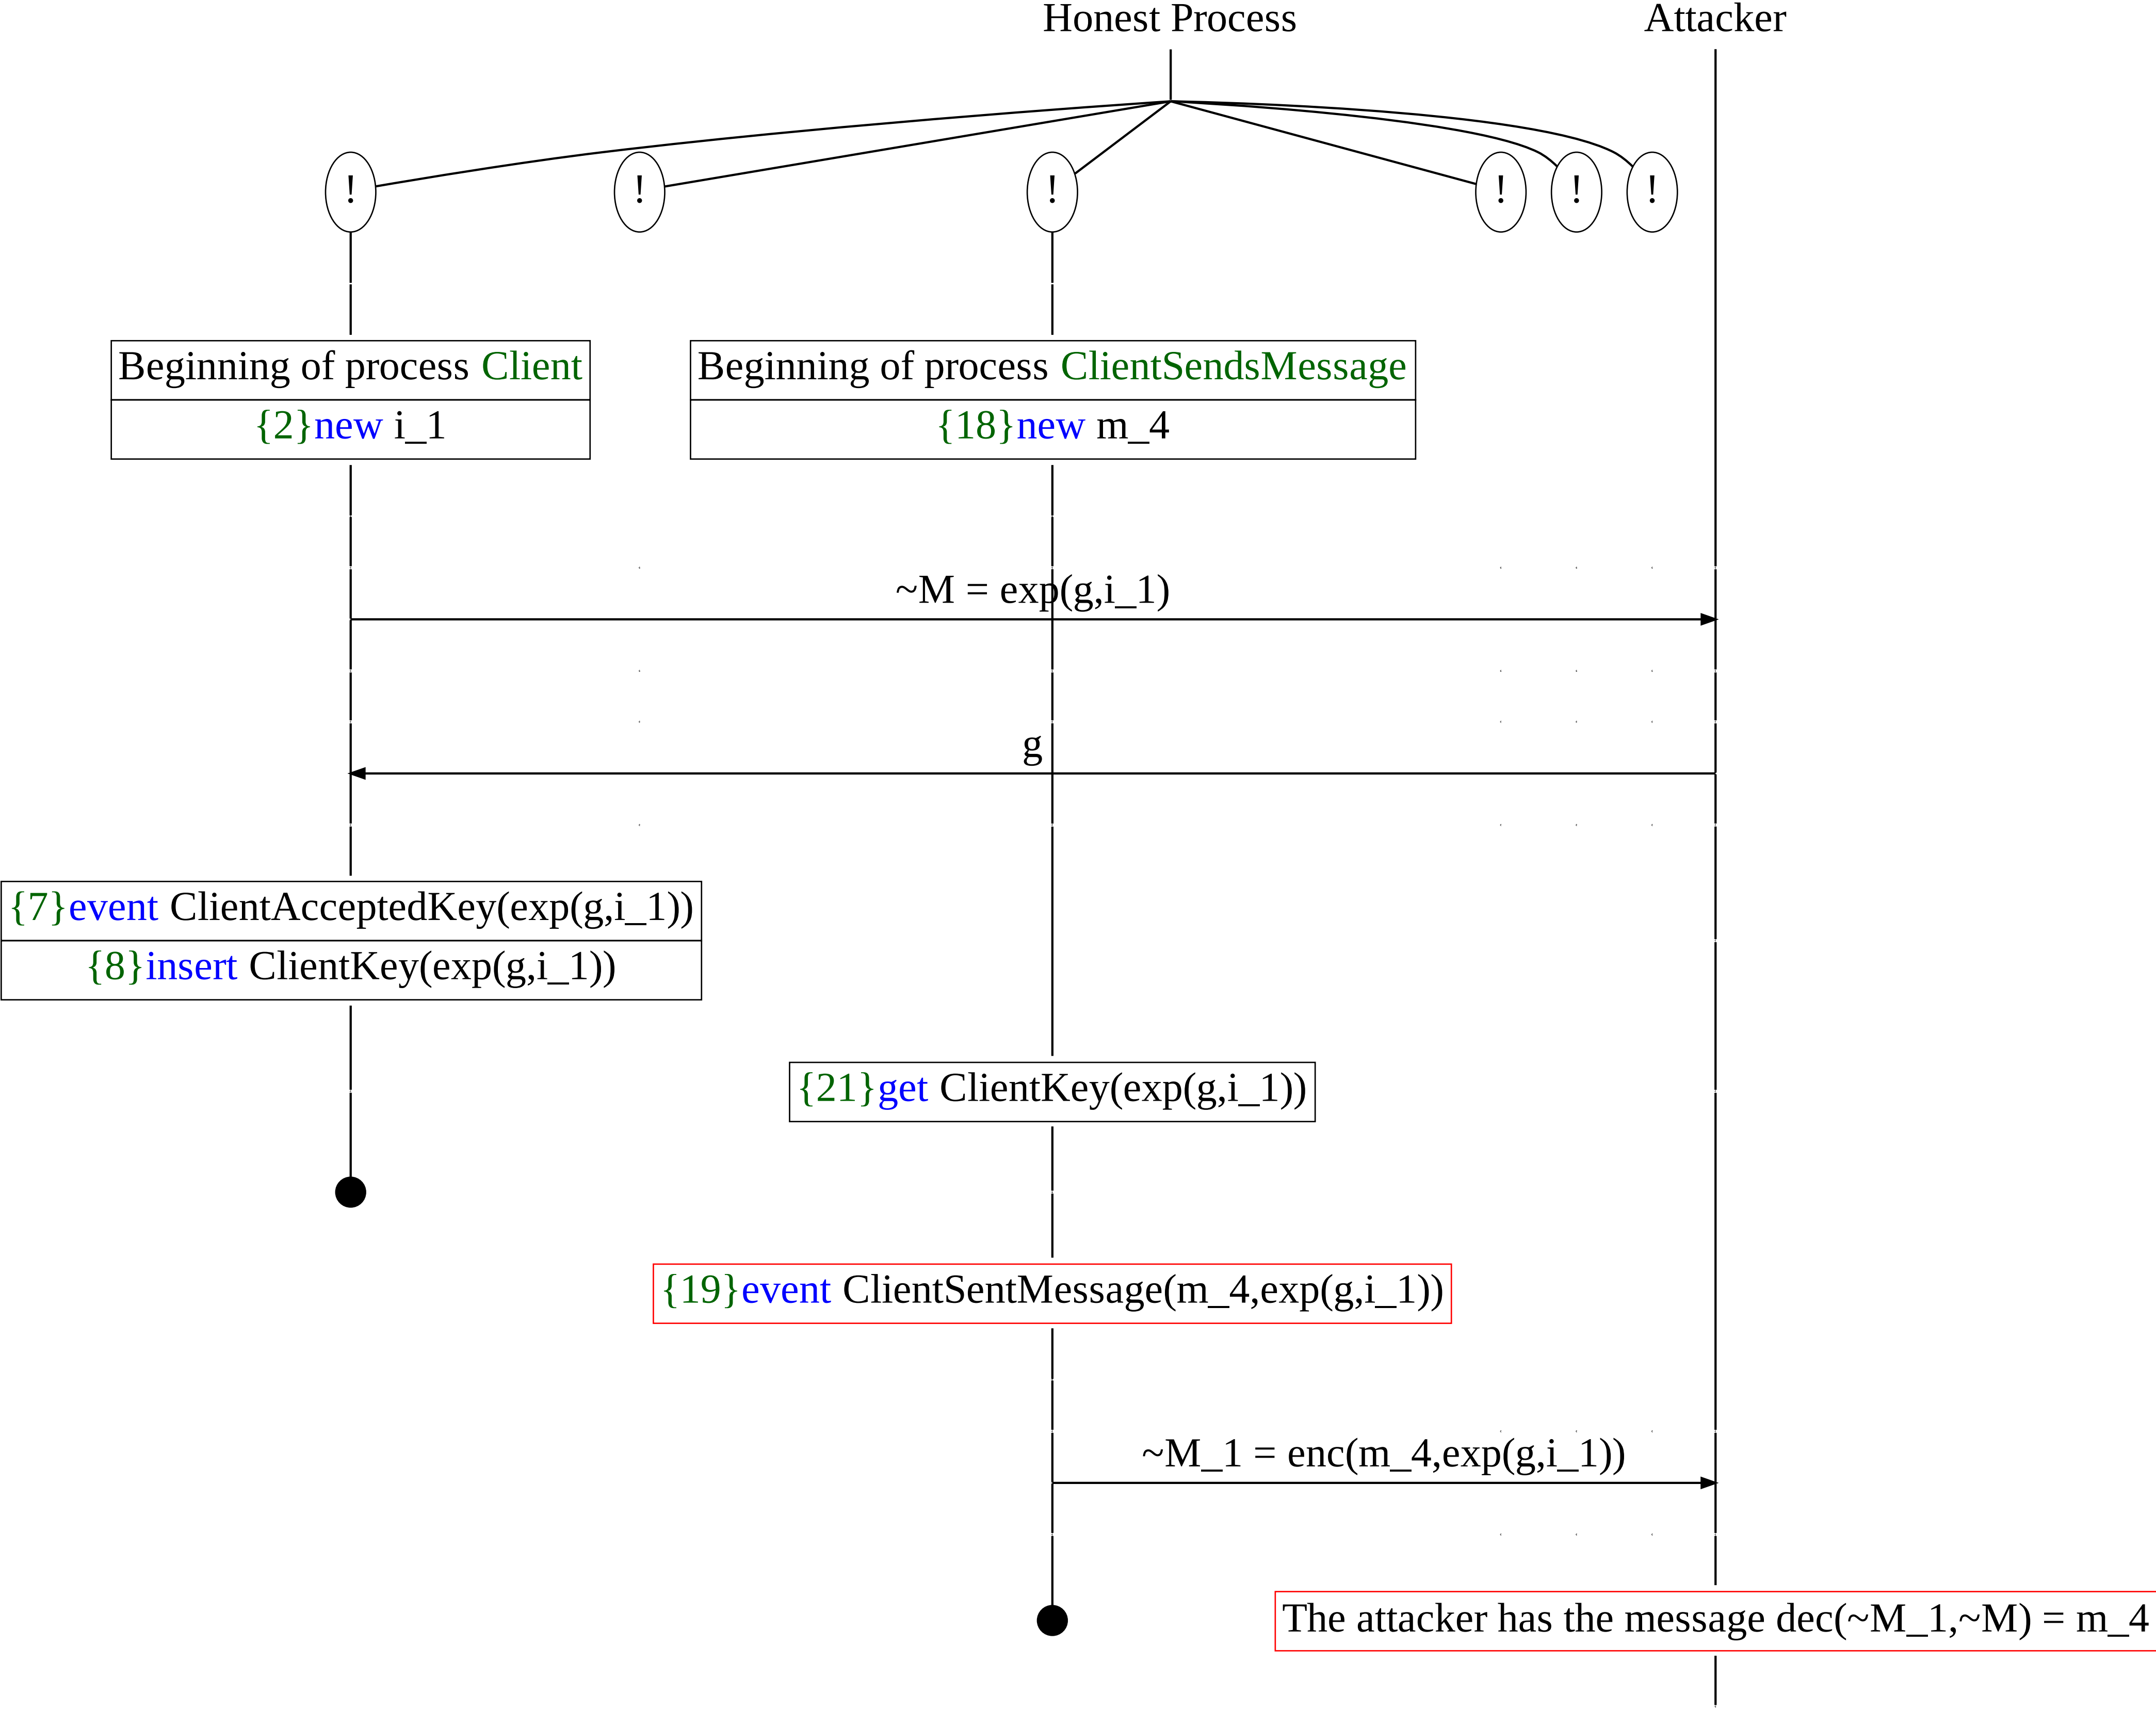 Honest Process
Attacker
!
!
!
!
!
!
Beginning of process Client
{2}new i_1
Beginning of process ClientSendsMessage
{18}new m_4
~M = exp(g,i_1)
g
{7}event ClientAcceptedKey(exp(g,i_1))
{8}insert ClientKey(exp(g,i_1))
{21}get ClientKey(exp(g,i_1))
{19}event ClientSentMessage(m_4,exp(g,i_1))
~M_1 = enc(m_4,exp(g,i_1))
The attacker has the message dec(~M_1,~M) = m_4